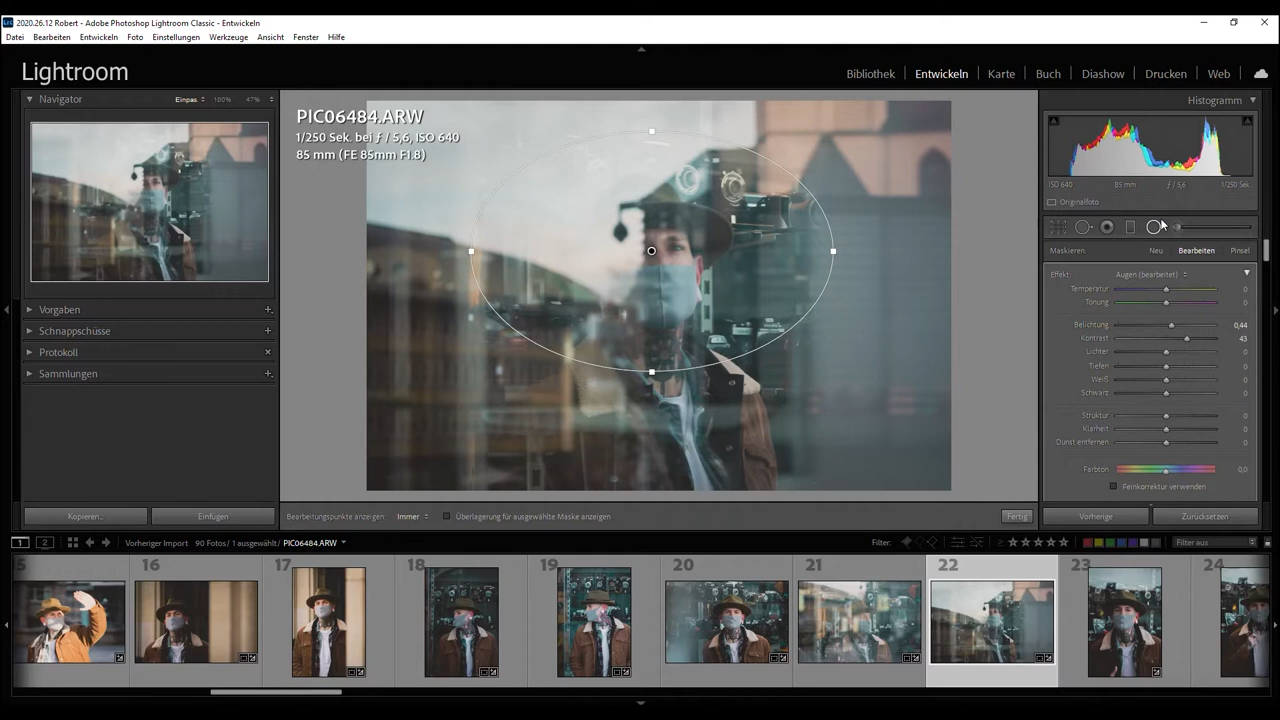 2020.26.12 Robert - Adobe Photoshop Lightroom Classic - Entwickeln
Datei Bearbeiten Entwickeln Foto Einstellungen Werkzeuge Ansicht Fenster Hilfe
Lightroom
Bibliothek Entwickeln Karte Buch Diashow Drucken Web
Navigator Einpas. 100% 47%
Histogramm
PIC06484.ARW
1/250 Sek. bei ƒ / 5,6, ISO 640
85 mm (FE 85mm F1.8)
ISO 640 85 mm ƒ / 5,6 1/250 Sek.
Originalfoto
Maskieren: Neu Bearbeiten Pinsel
Effekt: Augen (bearbeitet)
Temperatur 0
Tonung 0
Belichtung 0,44
Kontrast 43
Lichter 0
Tiefen 0
Weiß 0
Schwarz 0
Struktur 0
Klarheit 0
Dunst entfernen 0
Farbton 0,0
Feinkorrektur verwenden
Vorgaben
Schnappschüsse
Protokoll
Sammlungen
Kopieren... Einfügen
Bearbeitungspunkte anzeigen: Immer Überlagerung für ausgewählte Maske anzeigen Fertig
Vorherige Zurücksetzen
1 2 Vorheriger Import 90 Fotos/ 1 ausgewählt/ PIC06484.ARW Filter: Filter aus
5 16 17 18 19 20 21 22 23 24